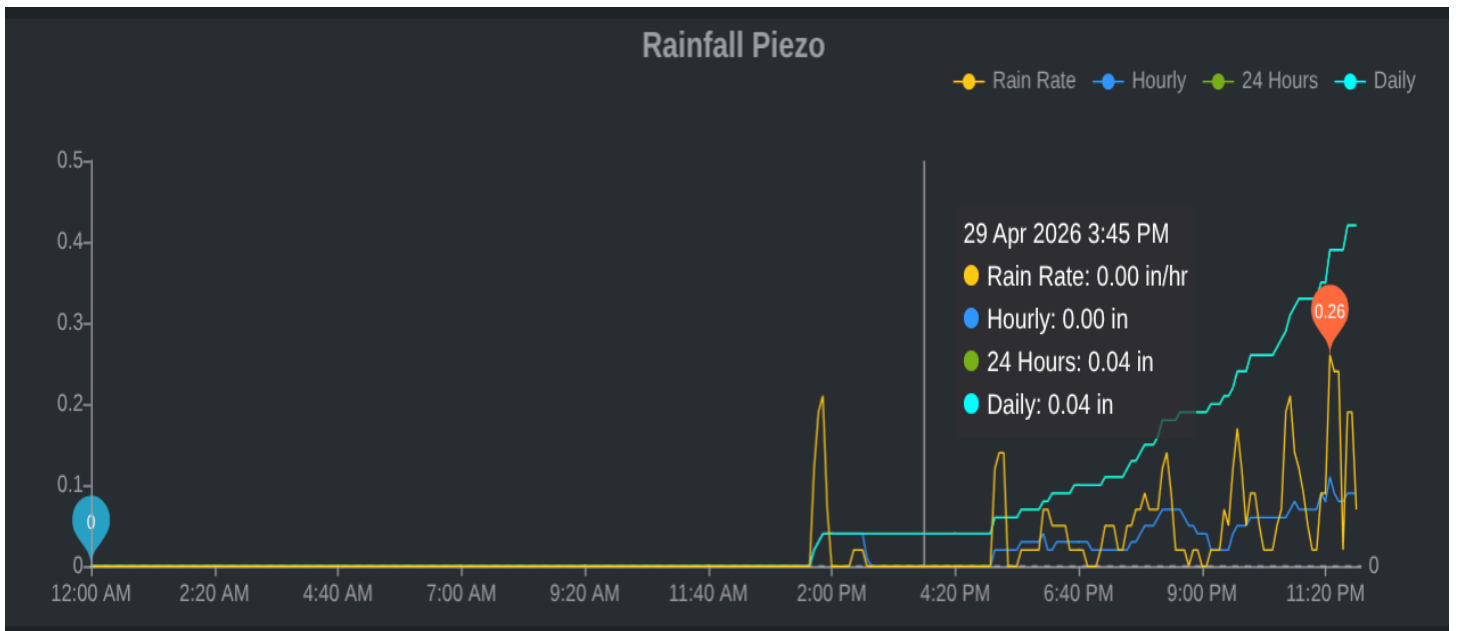 Rainfall Piezo
Rain Rate Hourly 24 Hours Daily
0.5
0.4
0.3
0.2
0.1
0
29 Apr 2026 3:45 PM
Rain Rate: 0.00 in/hr
Hourly: 0.00 in
24 Hours: 0.04 in
Daily: 0.04 in
0.26
0
0
12:00 AM 2:20 AM 4:40 AM 7:00 AM 9:20 AM 11:40 AM 2:00 PM 4:20 PM 6:40 PM 9:00 PM 11:20 PM